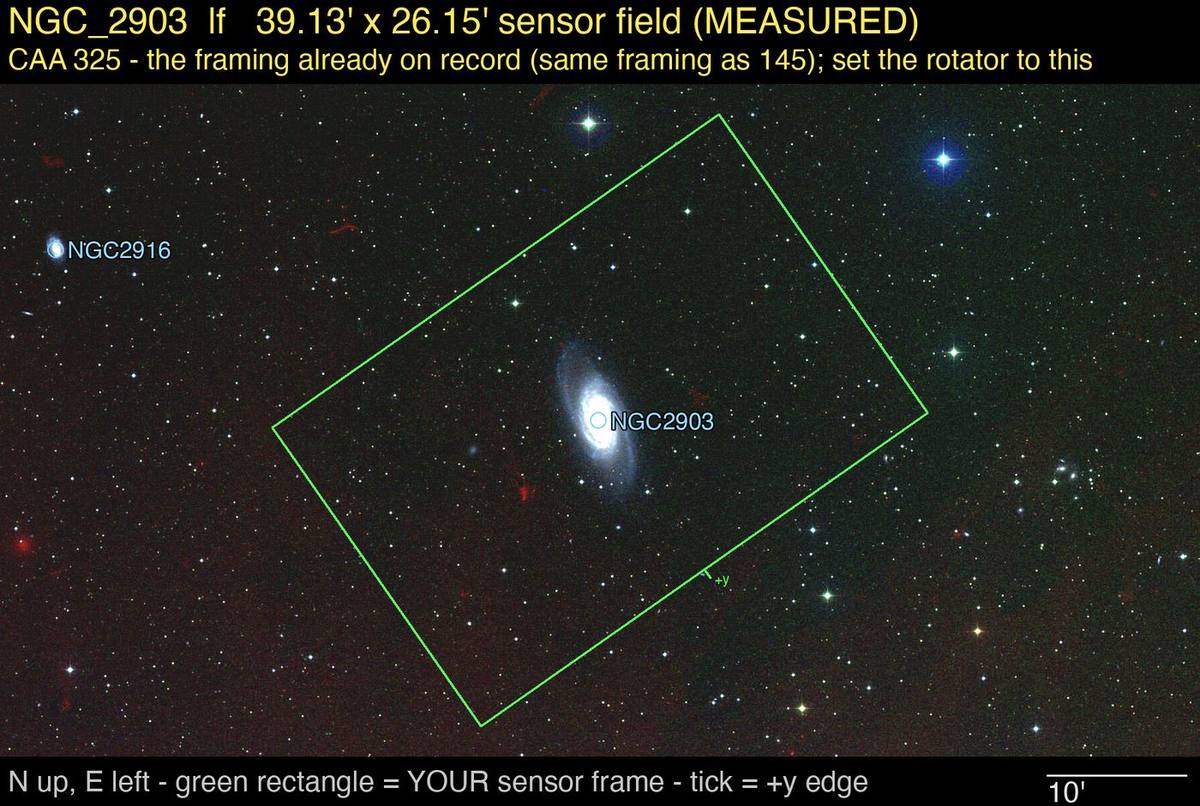 NGC_2903 lf 39.13' x 26.15' sensor field (MEASURED)
CAA 325 - the framing already on record (same framing as 145); set the rotator to this
NGC2916
NGC2903
+y
N up, E left - green rectangle = YOUR sensor frame - tick = +y edge
10'